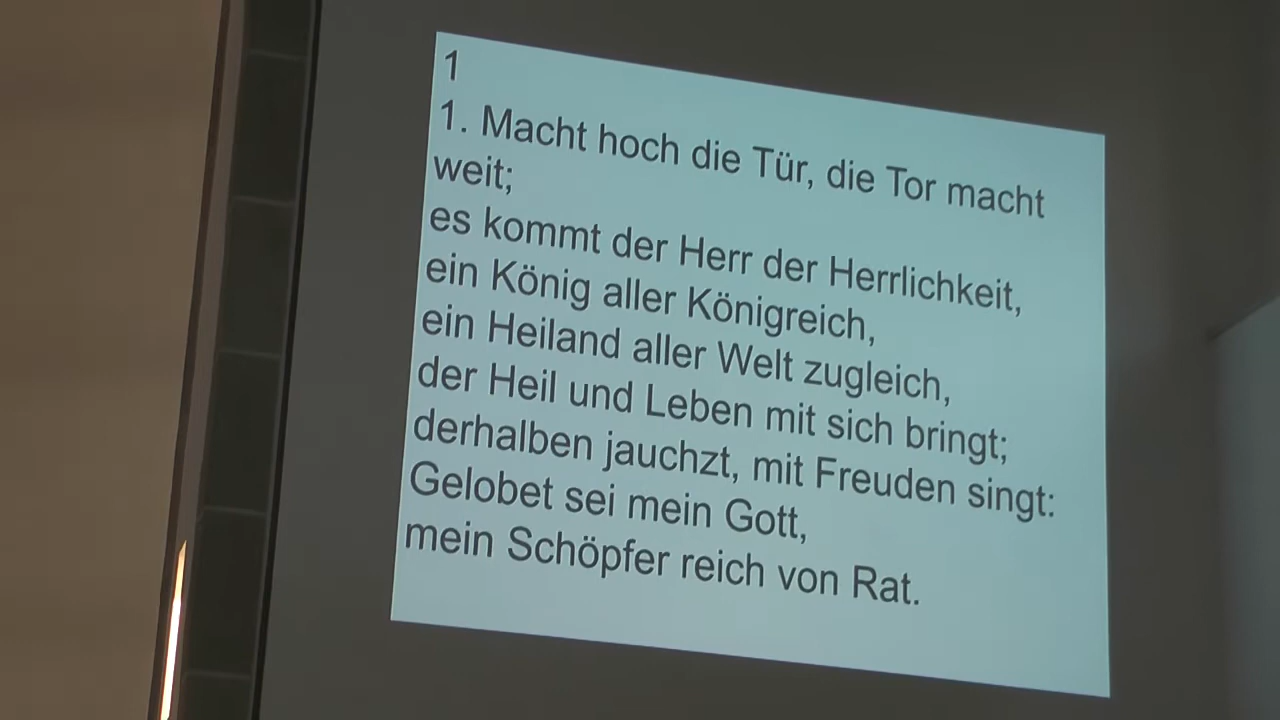 1
1. Macht hoch die Tür, die Tor macht
weit;
es kommt der Herr der Herrlichkeit,
ein König aller Königreich,
ein Heiland aller Welt zugleich,
der Heil und Leben mit sich bringt;
derhalben jauchzt, mit Freuden singt:
Gelobet sei mein Gott,
mein Schöpfer reich von Rat.